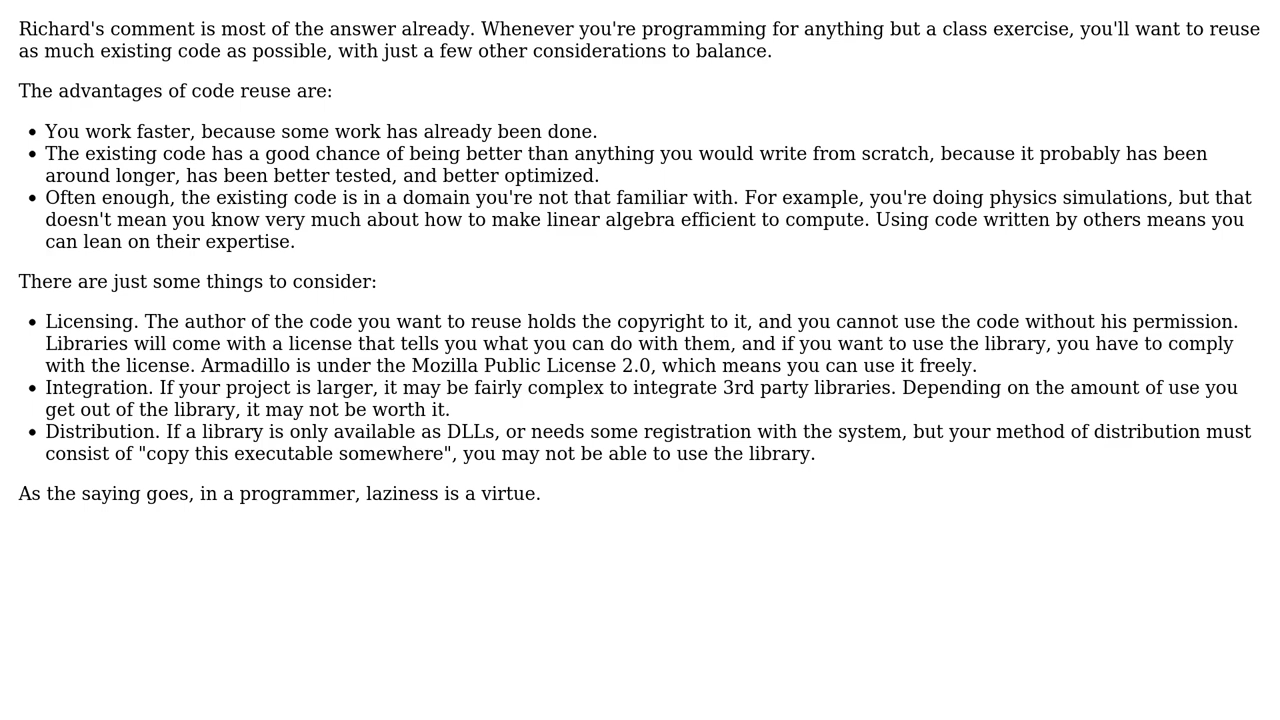 Richard's comment is most of the answer already. Whenever you're programming for anything but a class exercise, you'll want to reuse
as much existing code as possible, with just a few other considerations to balance.
The advantages of code reuse are:
• You work faster, because some work has already been done.
• The existing code has a good chance of being better than anything you would write from scratch, because it probably has been
around longer, has been better tested, and better optimized.
• Often enough, the existing code is in a domain you're not that familiar with. For example, you're doing physics simulations, but that
doesn't mean you know very much about how to make linear algebra efficient to compute. Using code written by others means you
can lean on their expertise.
There are just some things to consider:
• Licensing. The author of the code you want to reuse holds the copyright to it, and you cannot use the code without his permission.
Libraries will come with a license that tells you what you can do with them, and if you want to use the library, you have to comply
with the license. Armadillo is under the Mozilla Public License 2.0, which means you can use it freely.
• Integration. If your project is larger, it may be fairly complex to integrate 3rd party libraries. Depending on the amount of use you
get out of the library, it may not be worth it.
• Distribution. If a library is only available as DLLs, or needs some registration with the system, but your method of distribution must
consist of "copy this executable somewhere", you may not be able to use the library.
As the saying goes, in a programmer, laziness is a virtue.